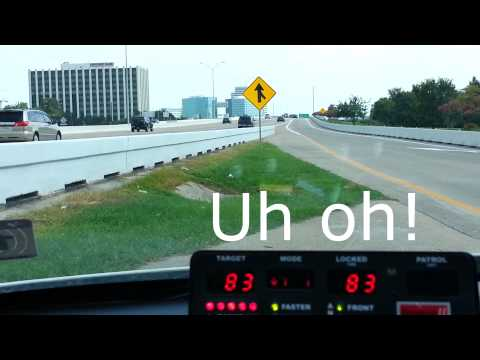 Uh oh!
TARGET MODE LOCKED PATROL
83 83
FASTER FRONT